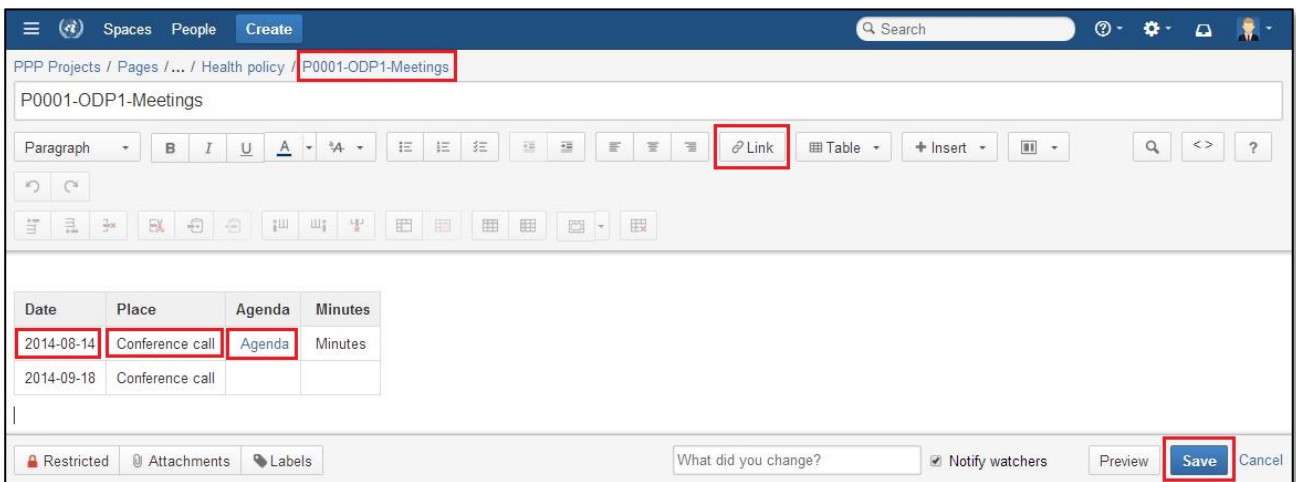 Spaces People Create Search
PPP Projects / Pages /... / Health policy / P0001-ODP1-Meetings
P0001-ODP1-Meetings
Paragraph B I U A Link Table + Insert < > ?
Date Place Agenda Minutes
2014-08-14 Conference call Agenda Minutes
2014-09-18 Conference call
Restricted Attachments Labels What did you change? Notify watchers Preview Save Cancel